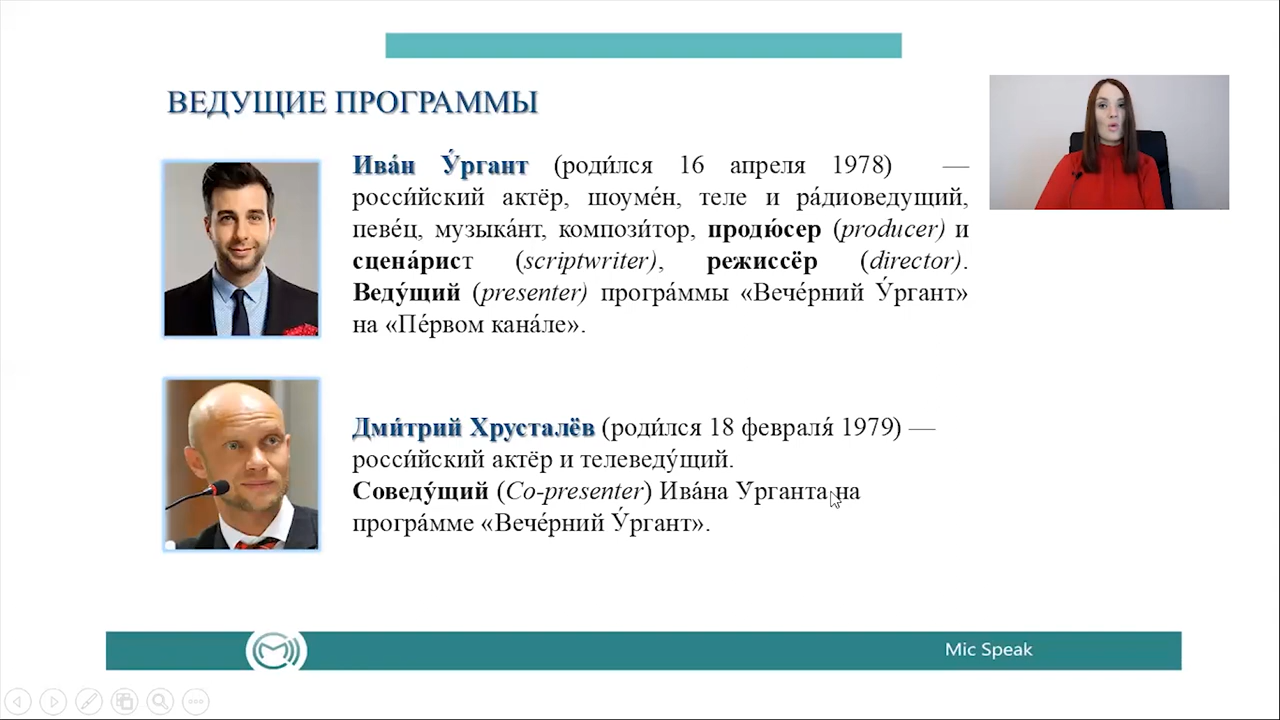 ВЕДУЩИЕ ПРОГРАММЫ
Ива́н У́ргант (роди́лся 16 апреля 1978) —
росси́йский актёр, шоуме́н, теле и ра́диоведущий,
певе́ц, музыка́нт, компози́тор, продю́сер (producer) и
сцена́рист (scriptwriter), режиссёр (director).
Веду́щий (presenter) програ́ммы «Вече́рний У́ргант»
на «Пе́рвом кана́ле».
Дми́трий Хрусталёв (роди́лся 18 февраля́ 1979) —
росси́йский актёр и телеведу́щий.
Соведу́щий (Co-presenter) Ива́на Урганта на
програ́мме «Вече́рний У́ргант».
Mic Speak